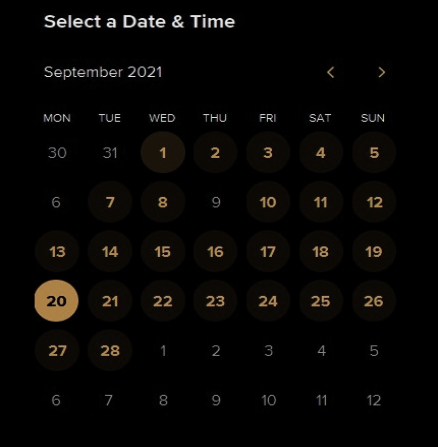 Select a Date & Time
September 2021 < >
MON TUE WED THU FRI SAT SUN
30 31 1 2 3 4 5
6 7 8 9 10 11 12
13 14 15 16 17 18 19
20 21 22 23 24 25 26
27 28 1 2 3 4 5
6 7 8 9 10 11 12